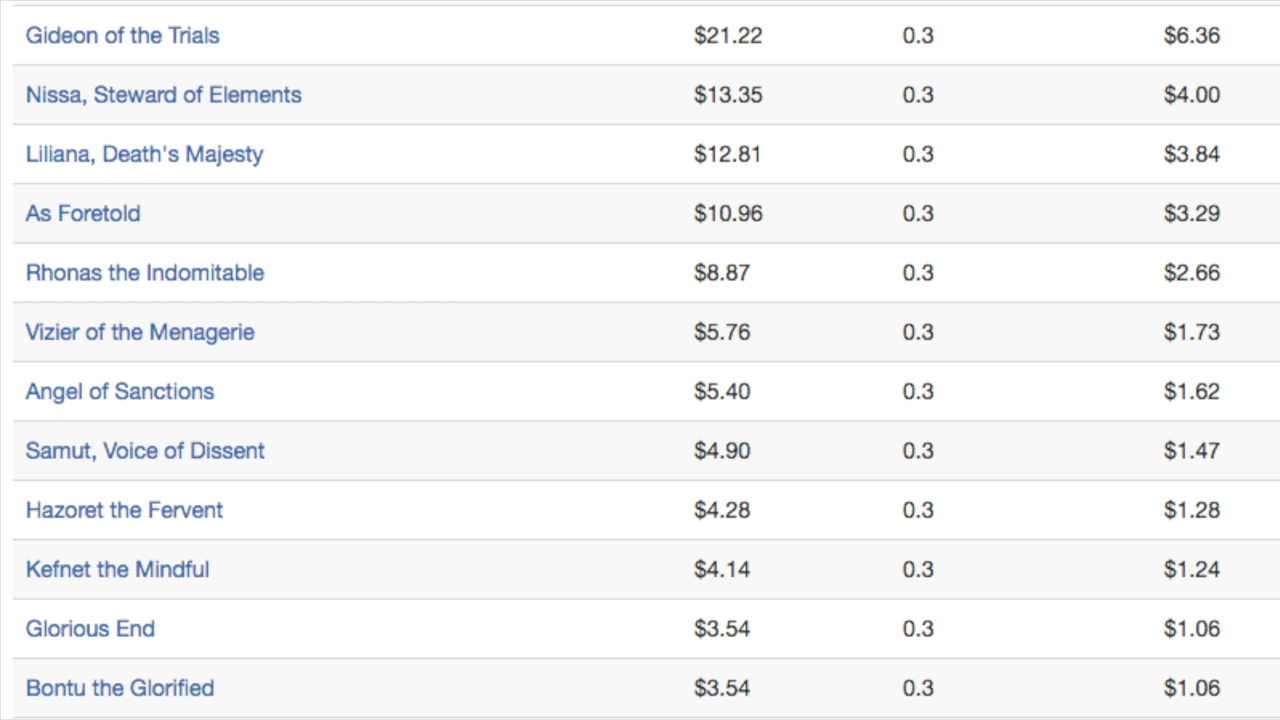 Gideon of the Trials $21.22 0.3 $6.36
Nissa, Steward of Elements $13.35 0.3 $4.00
Liliana, Death's Majesty $12.81 0.3 $3.84
As Foretold $10.96 0.3 $3.29
Rhonas the Indomitable $8.87 0.3 $2.66
Vizier of the Menagerie $5.76 0.3 $1.73
Angel of Sanctions $5.40 0.3 $1.62
Samut, Voice of Dissent $4.90 0.3 $1.47
Hazoret the Fervent $4.28 0.3 $1.28
Kefnet the Mindful $4.14 0.3 $1.24
Glorious End $3.54 0.3 $1.06
Bontu the Glorified $3.54 0.3 $1.06